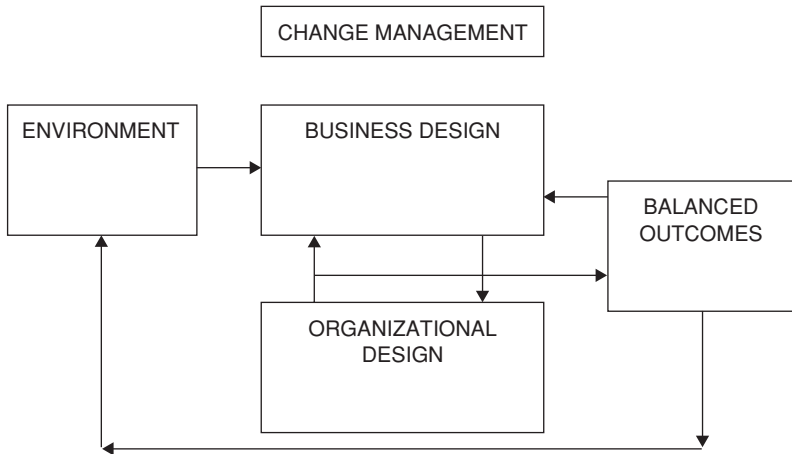 CHANGE MANAGEMENT
ENVIRONMENT
BUSINESS DESIGN
BALANCED
OUTCOMES
ORGANIZATIONAL
DESIGN